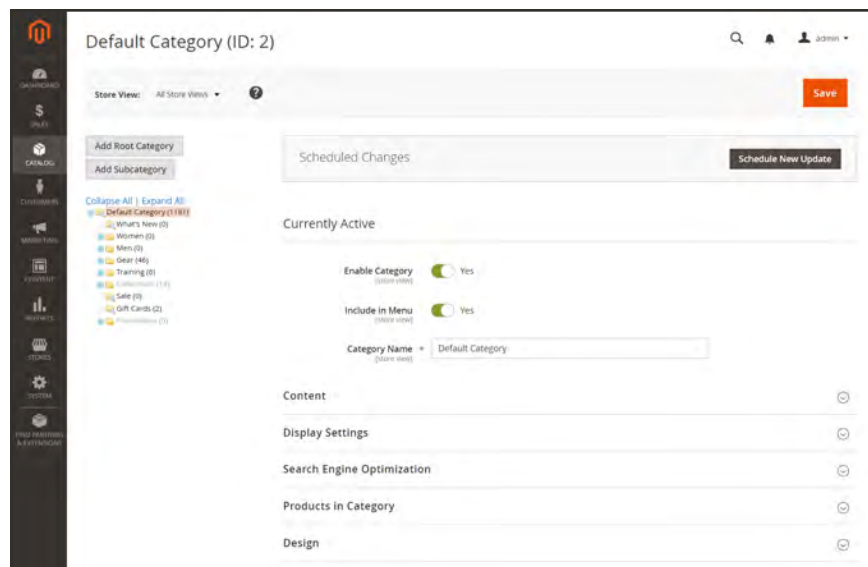 Default Category (ID: 2)
admin
DASHBOARD
Store View: All Store Views
?
Save
$
SALES
Add Root Category
Scheduled Changes
Schedule New Update
CATALOG
Add Subcategory
CUSTOMERS
Collapse All | Expand All
Default Category (1181)
What's New (0)
Currently Active
MARKETING
Women (0)
Men (0)
Gear (46)
CONTENT
Training (6)
Enable Category
Yes
[store view]
Collections (14)
Sale (0)
REPORTS
Gift Cards (2)
Include in Menu
Yes
[store view]
Promotions (0)
STORES
Category Name * Default Category
[store view]
SYSTEM
Content
FIND PARTNERS
& EXTENSIONS
Display Settings
Search Engine Optimization
Products in Category
Design